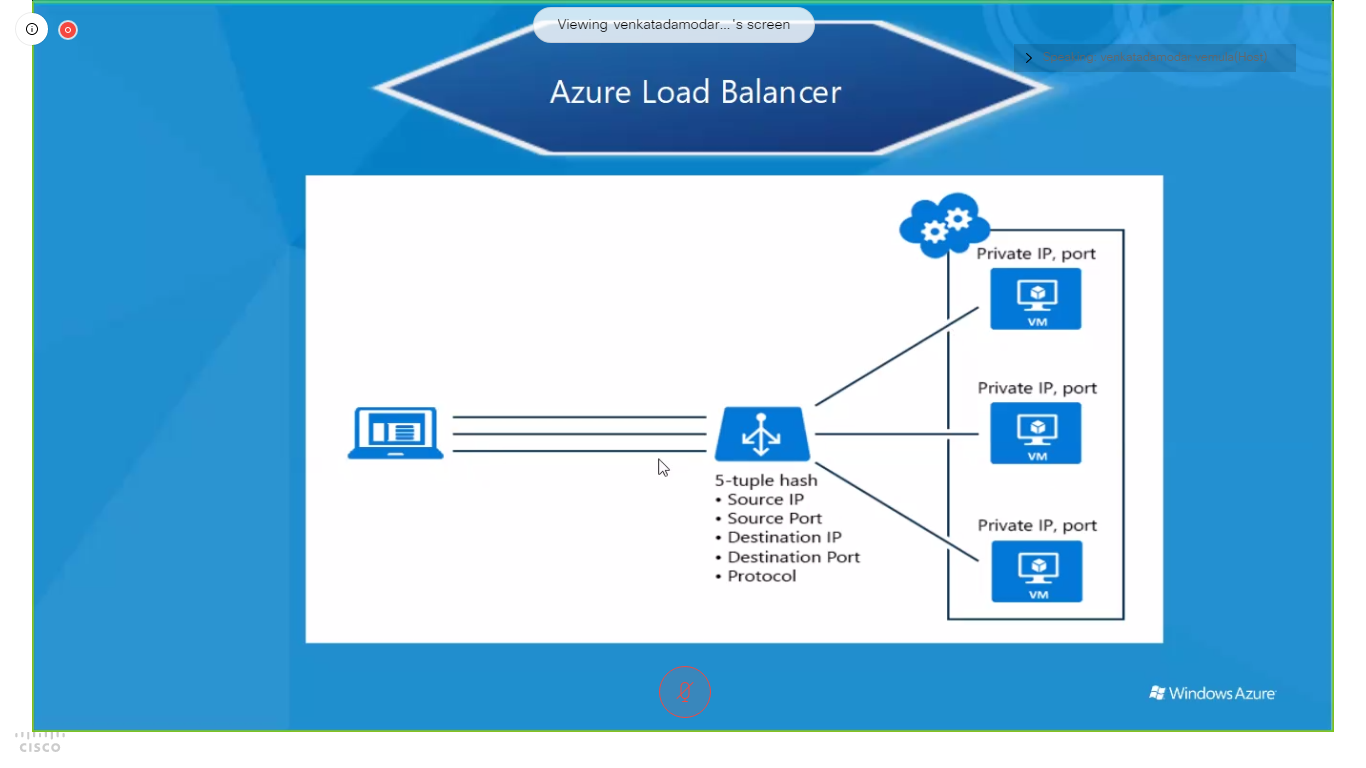 Viewing venkatadamodar... 's screen
Azure Load Balancer
Private IP, port
VM
Private IP, port
VM
5-tuple hash
• Source IP
• Source Port
• Destination IP
• Destination Port
• Protocol
Private IP, port
VM
Windows Azure
CISCO